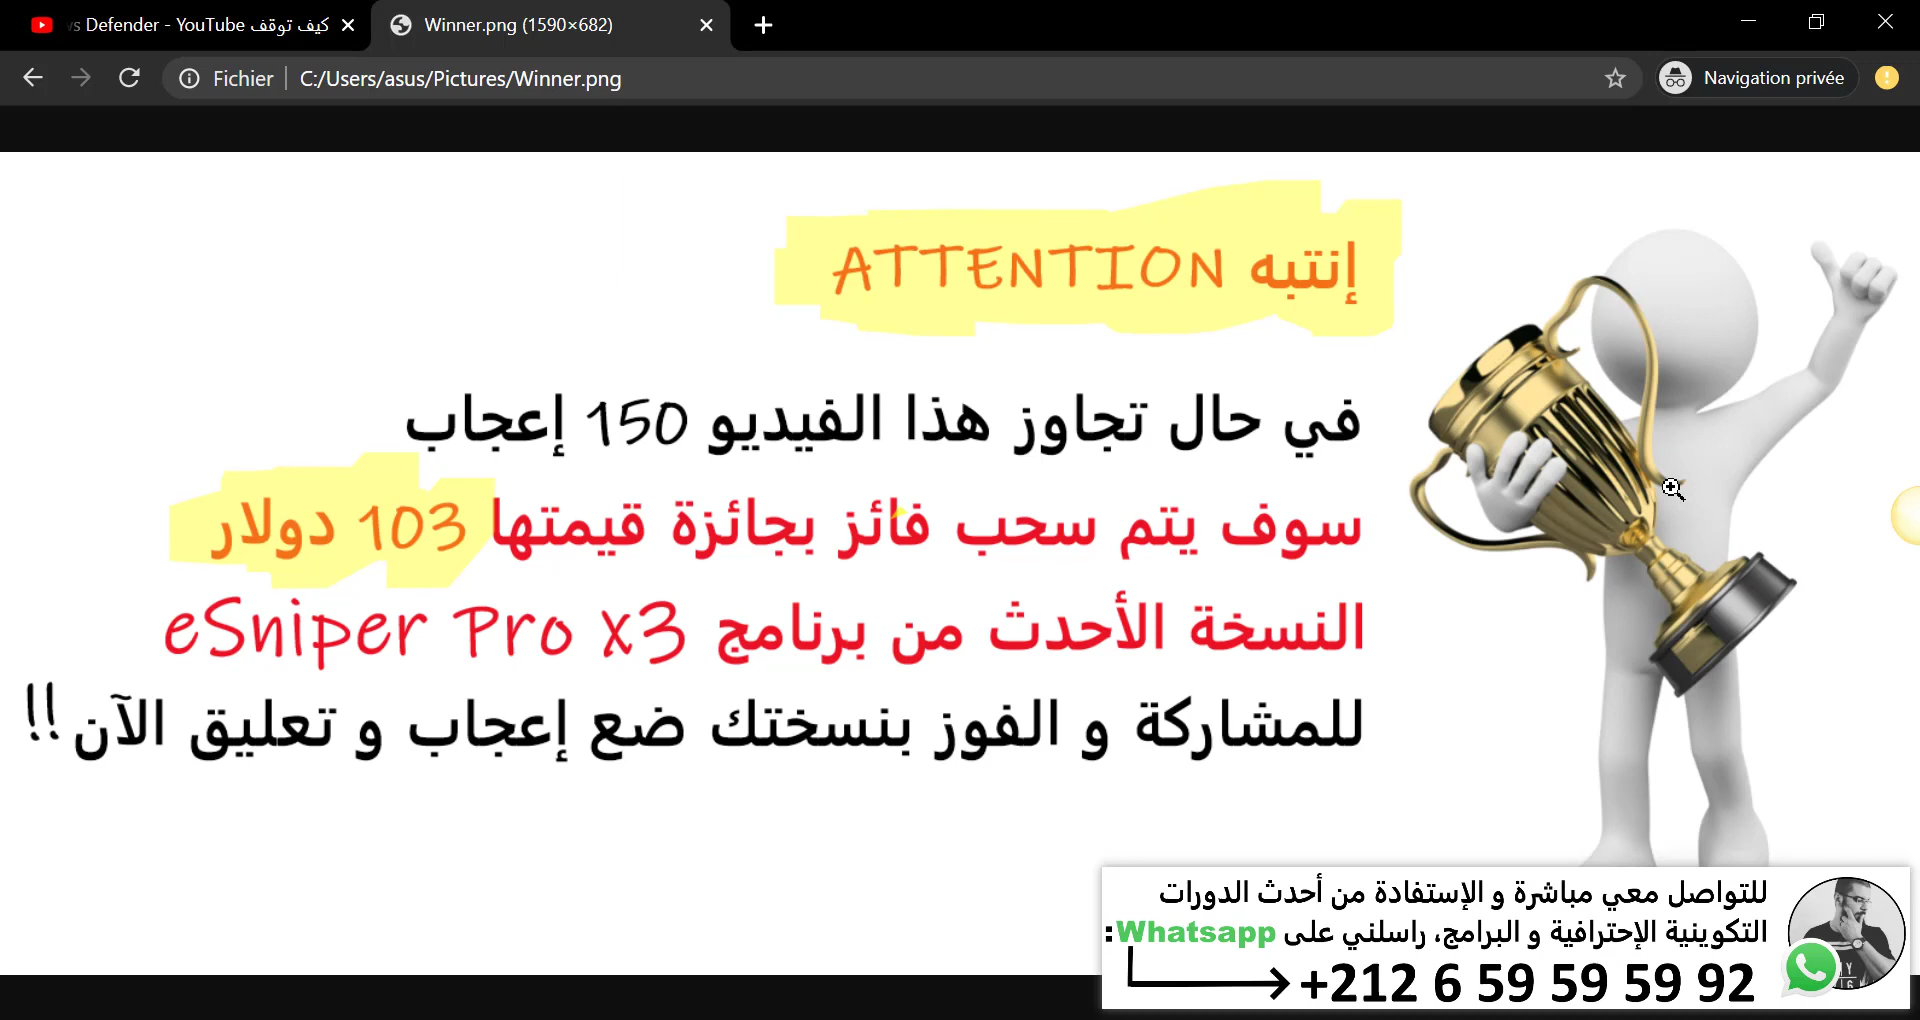 s Defender - YouTube كيف توقف
Winner.png (1590×682)
Fichier
C:/Users/asus/Pictures/Winner.png
Navigation privée
إنتبه ATTENTION
في حال تجاوز هذا الفيديو 150 إعجاب
سوف يتم سحب فائز بجائزة قيمتها 103 دولار
النسخة الأحدث من برنامج eSniper Pro x3
للمشاركة و الفوز بنسختك ضع إعجاب و تعليق الآن !!
للتواصل معي مباشرة و الإستفادة من أحدث الدورات
التكوينية الإحترافية و البرامج، راسلني على Whatsapp:
+212 6 59 59 59 92